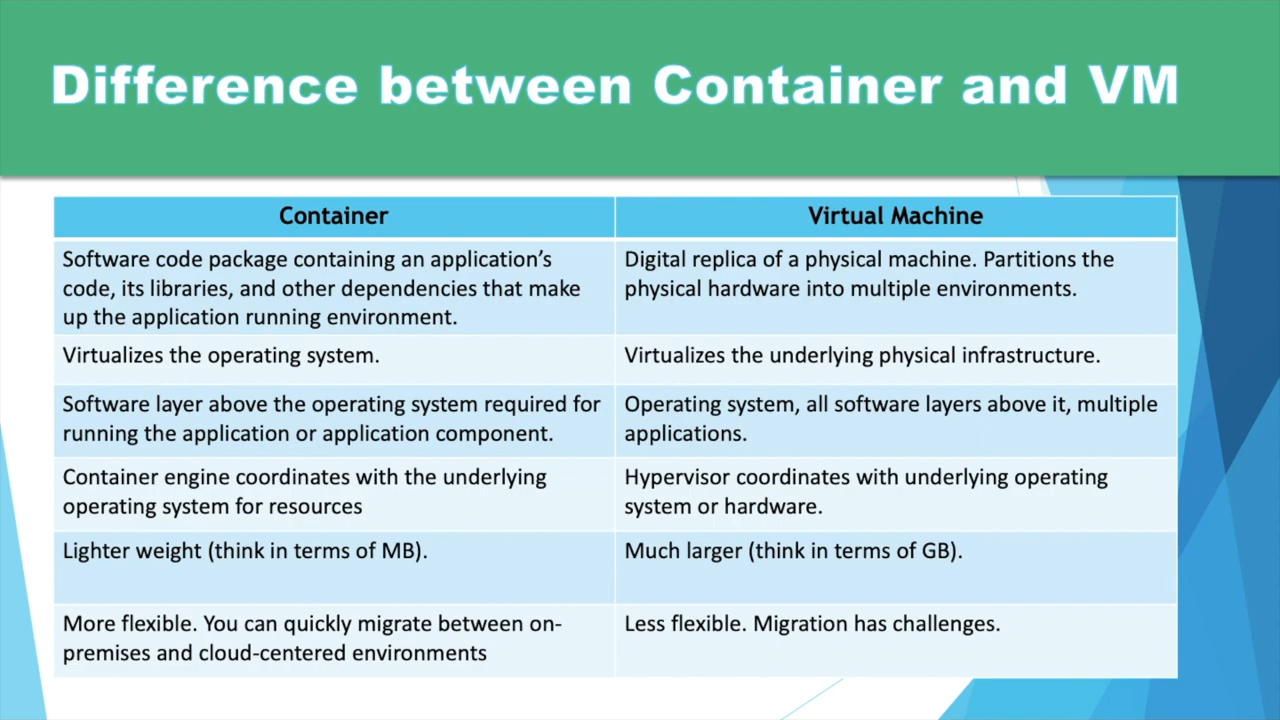 Difference between Container and VM
Container
Virtual Machine
Software code package containing an application’s
code, its libraries, and other dependencies that make
up the application running environment.
Digital replica of a physical machine. Partitions the
physical hardware into multiple environments.
Virtualizes the operating system.
Virtualizes the underlying physical infrastructure.
Software layer above the operating system required for
running the application or application component.
Operating system, all software layers above it, multiple
applications.
Container engine coordinates with the underlying
operating system for resources
Hypervisor coordinates with underlying operating
system or hardware.
Lighter weight (think in terms of MB).
Much larger (think in terms of GB).
More flexible. You can quickly migrate between on-
premises and cloud-centered environments
Less flexible. Migration has challenges.